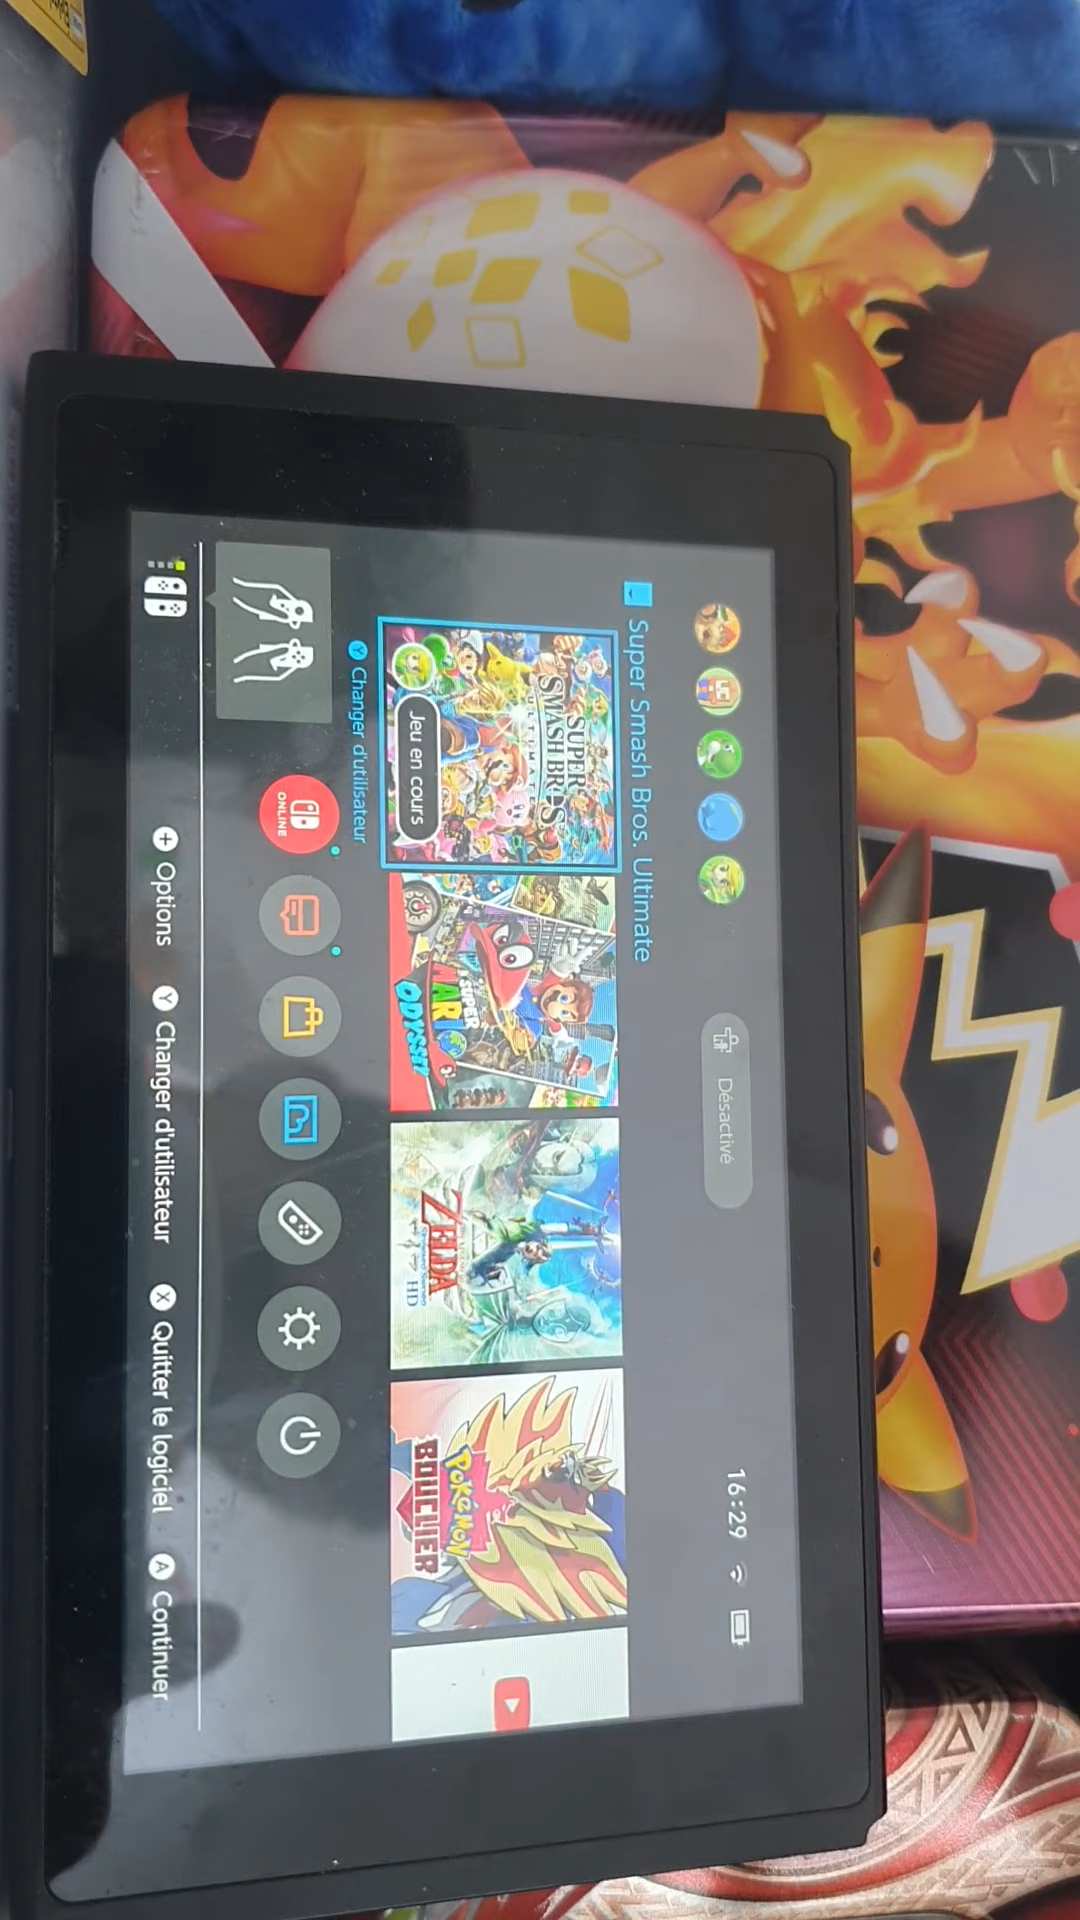 Désactivé
16:29
Super Smash Bros. Ultimate
SUPER
SMASH BROS
ULTIMATE
Jeu en cours
SUPER
MARIO
ODYSSEY
ZELDA
HD
POKÉMON
BOUCLIER
Y Changer d'utilisateur
ONLINE
+ Options Y Changer d'utilisateur X Quitter le logiciel A Continuer